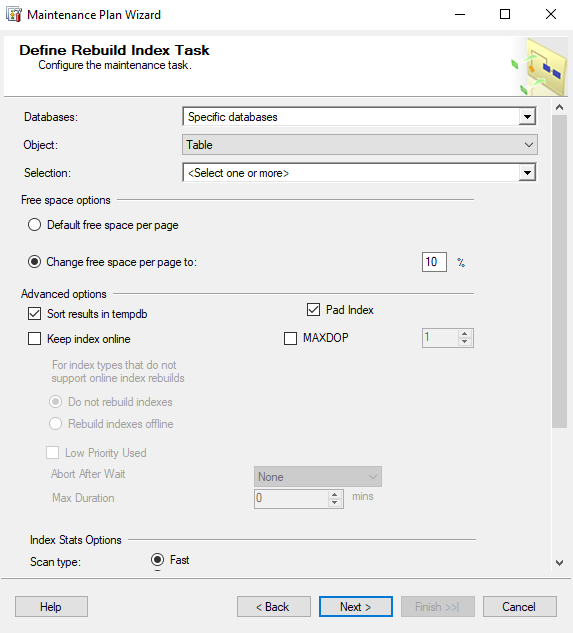 Maintenance Plan Wizard
Define Rebuild Index Task
Configure the maintenance task.
Databases: Specific databases
Object: Table
Selection: <Select one or more>
Free space options
Default free space per page
Change free space per page to: 10 %
Advanced options
Sort results in tempdb Pad Index
Keep index online MAXDOP 1
For index types that do not
support online index rebuilds
Do not rebuild indexes
Rebuild indexes offline
Low Priority Used
Abort After Wait None
Max Duration 0 mins
Index Stats Options
Scan type: Fast
Help < Back Next > Finish >>| Cancel